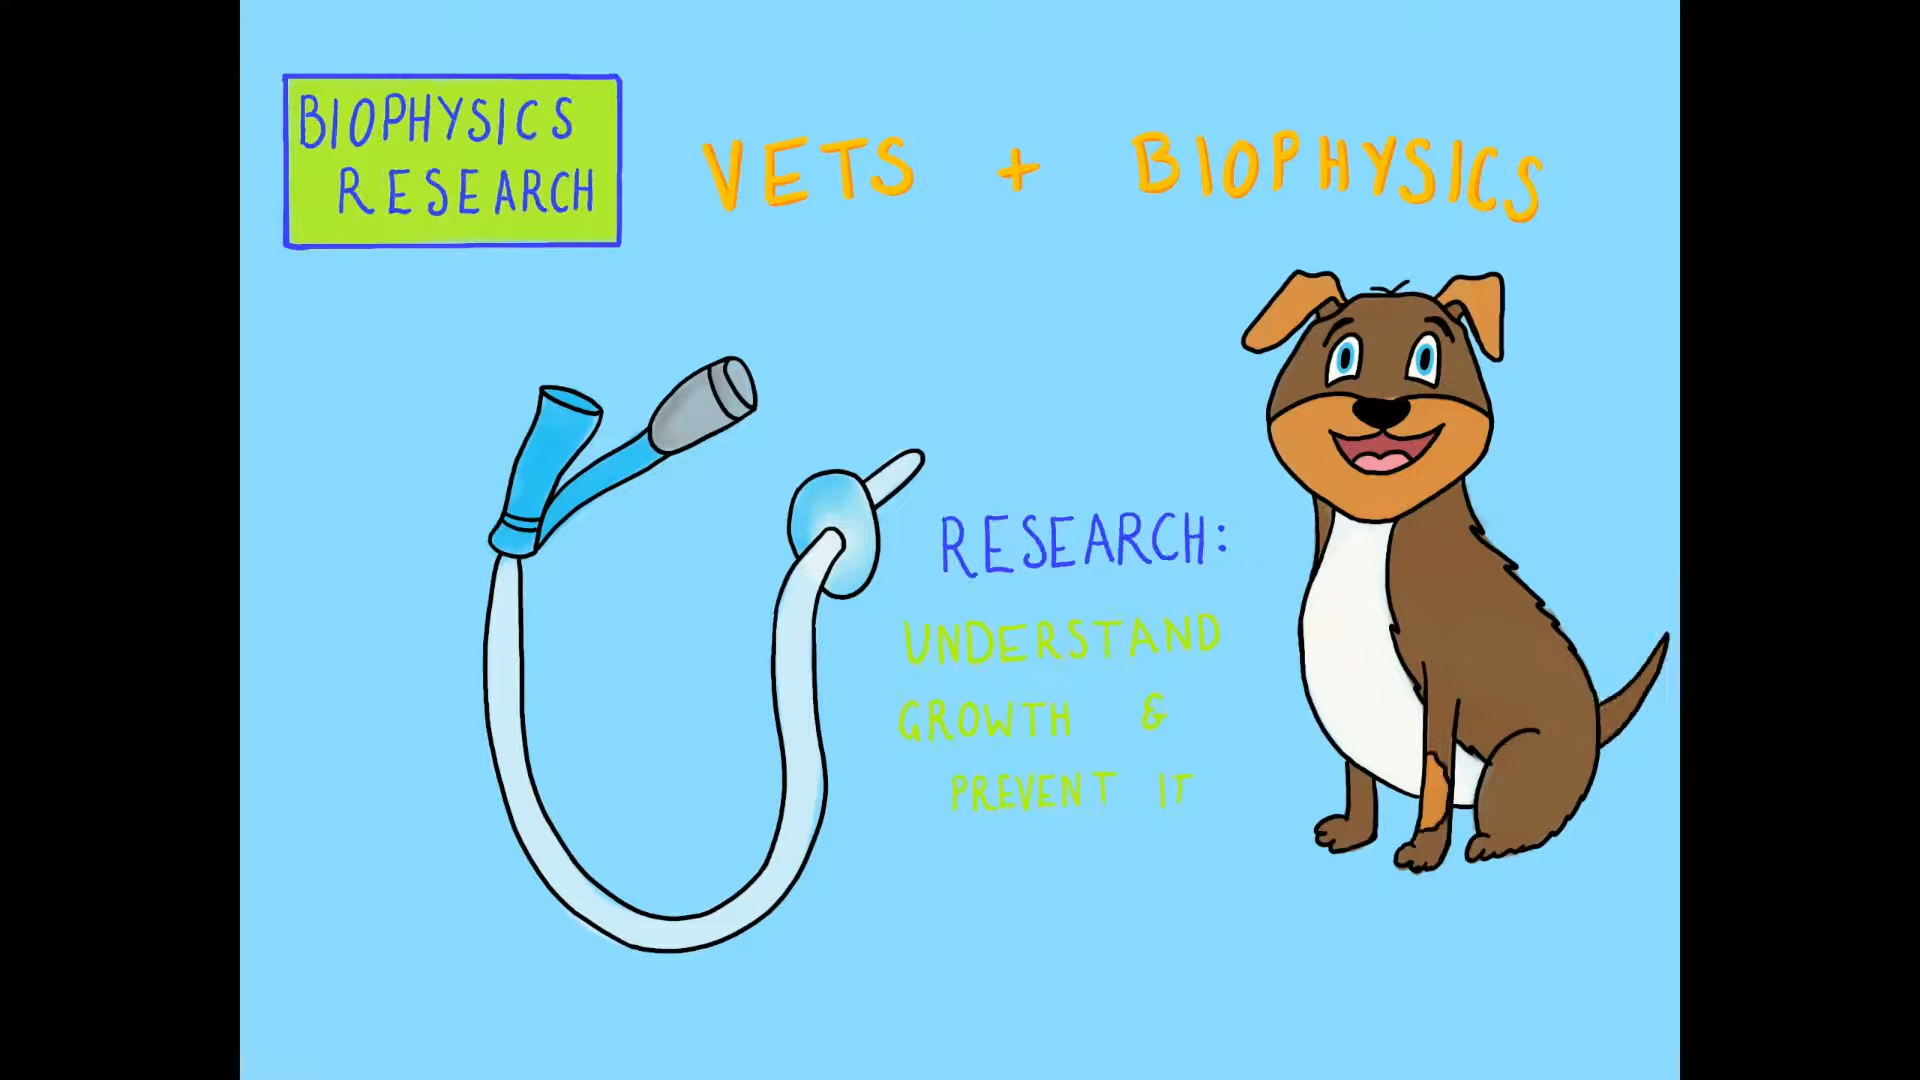 BIOPHYSICS
RESEARCH
VETS + BIOPHYSICS
RESEARCH:
UNDERSTAND
GROWTH &
PREVENT IT